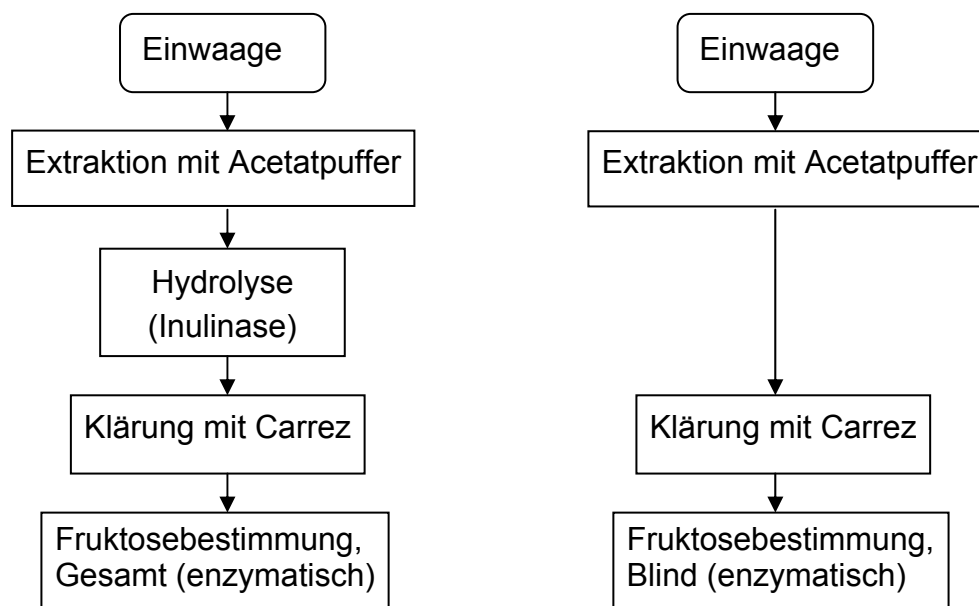 Einwaage
Extraktion mit Acetatpuffer
Hydrolyse
(Inulinase)
Klärung mit Carrez
Fruktosebestimmung,
Gesamt (enzymatisch)
Einwaage
Extraktion mit Acetatpuffer
Klärung mit Carrez
Fruktosebestimmung,
Blind (enzymatisch)